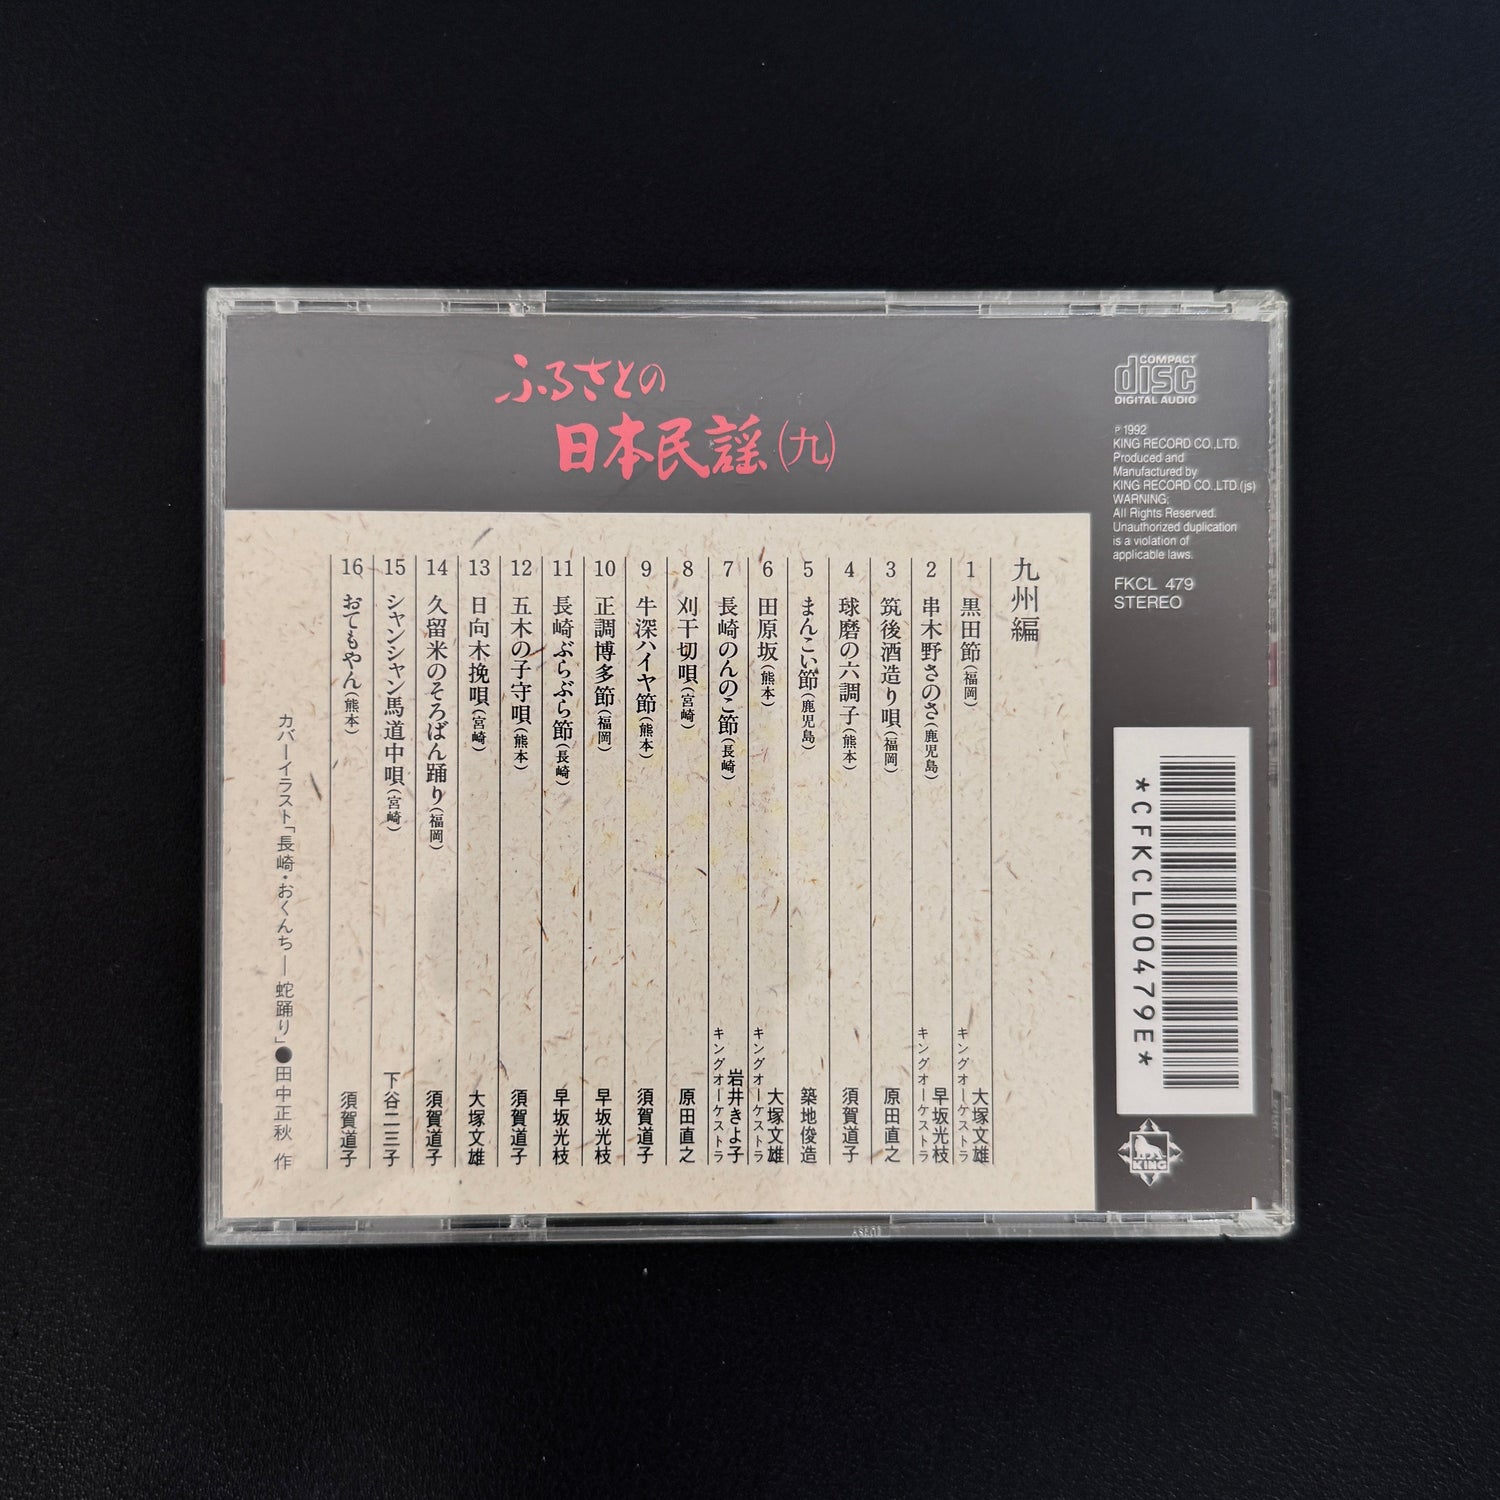 ふるさとの
日本民謡(九)
九州編
1 黒田節(福岡) 大塚文雄
キングオーケストラ
2 串木野さのさ(鹿児島) 早坂光枝
キングオーケストラ
3 筑後酒造り唄(福岡) 原田直之
4 球磨の六調子(熊本) 須賀道子
5 まんこい節(鹿児島) 築地俊造
6 田原坂(熊本) 大塚文雄
キングオーケストラ
7 長崎のんのこ節(長崎) 岩井きよ子
キングオーケストラ
8 刈干切唄(宮崎) 原田直之
9 牛深ハイヤ節(熊本) 須賀道子
10 正調博多節(福岡) 早坂光枝
11 長崎ぶらぶら節(長崎) 早坂光枝
12 五木の子守唄(熊本) 須賀道子
13 日向木挽唄(宮崎) 大塚文雄
14 久留米のそろばん踊り(福岡) 須賀道子
15 シャンシャン馬道中唄(宮崎) 下谷二三子
16 おてもやん(熊本) 須賀道子
カバーイラスト「長崎・おくんち―蛇踊り」●田中正秋 作
COMPACT
disc
DIGITAL AUDIO
℗1992
KING RECORD CO.,LTD.
Produced and
Manufactured by
KING RECORD CO.,LTD.(js)
WARNING:
All Rights Reserved.
Unauthorized duplication
is a violation of
applicable laws.
FKCL 479
STEREO
*CFKCL00479E*
KING